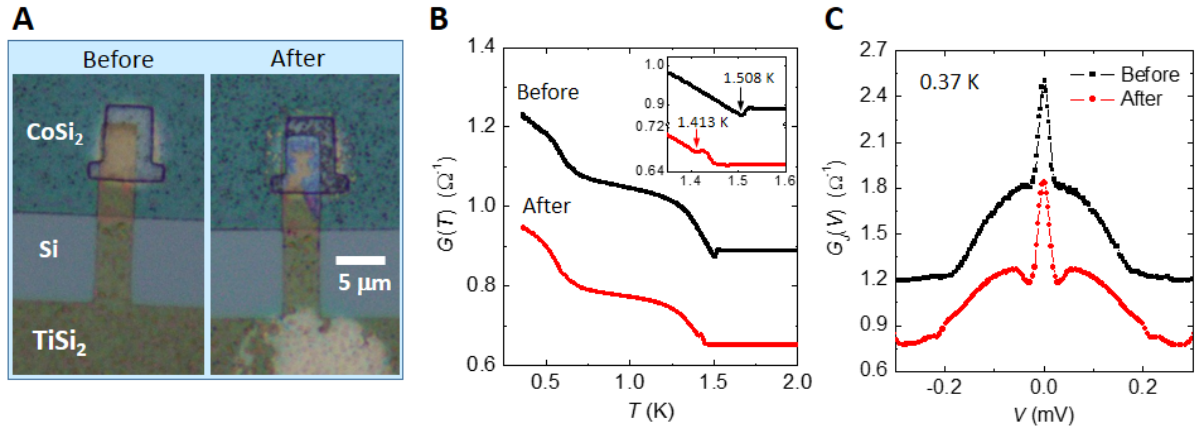 A
Before
After
CoSi₂
Si
TiSi₂
5 μm
B
G(T) (Ω⁻¹)
1.4
1.2
1.0
0.8
0.6
Before
After
1.0
0.9
0.72
0.64
1.508 K
1.413 K
1.4 1.5 1.6
0.5 1.0 1.5 2.0
T (K)
C
G_J(V) (Ω⁻¹)
2.7
2.4
2.1
1.8
1.5
1.2
0.9
0.6
0.37 K
Before
After
-0.2 0.0 0.2
V (mV)